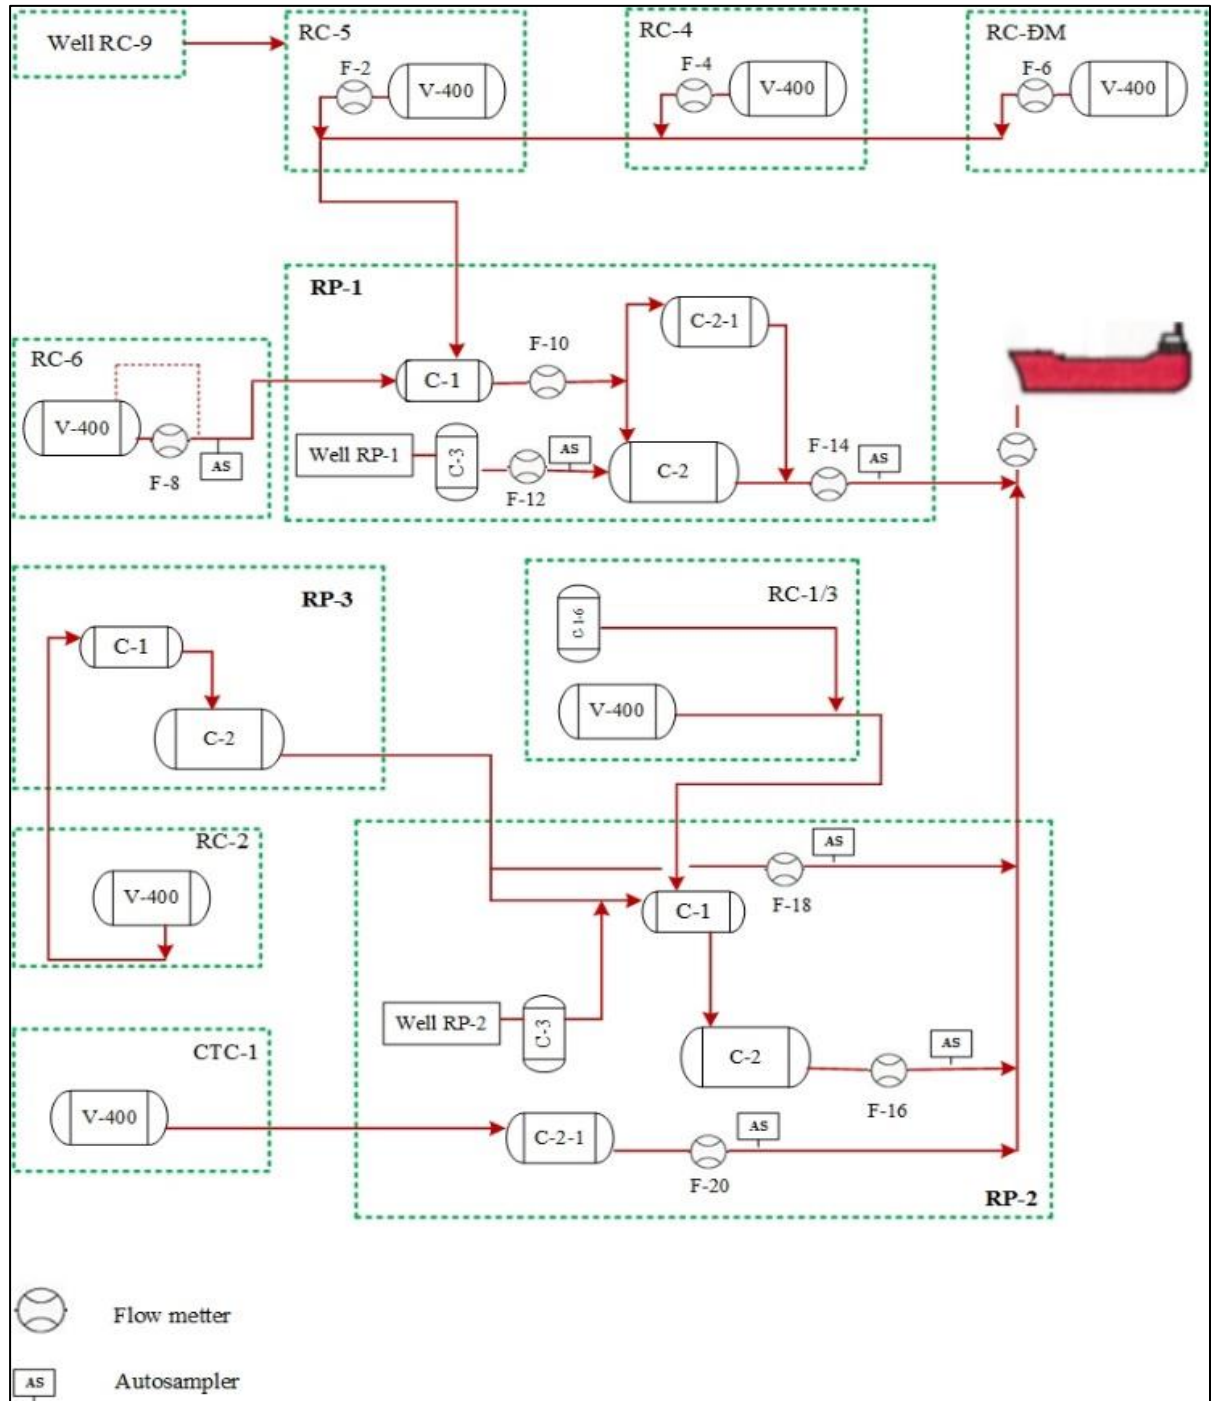 Well RC-9
RC-5
F-2
V-400
RC-4
F-4
V-400
RC-ĐM
F-6
V-400
RP-1
C-2-1
F-10
C-1
RC-6
V-400
F-8
AS
Well RP-1
C-3
F-12
AS
C-2
F-14
AS
RP-3
C-1
C-2
RC-1/3
C-1-6
V-400
RC-2
V-400
AS
F-18
C-1
Well RP-2
C-3
C-2
AS
F-16
CTC-1
V-400
C-2-1
AS
F-20
RP-2
Flow metter
AS
Autosampler